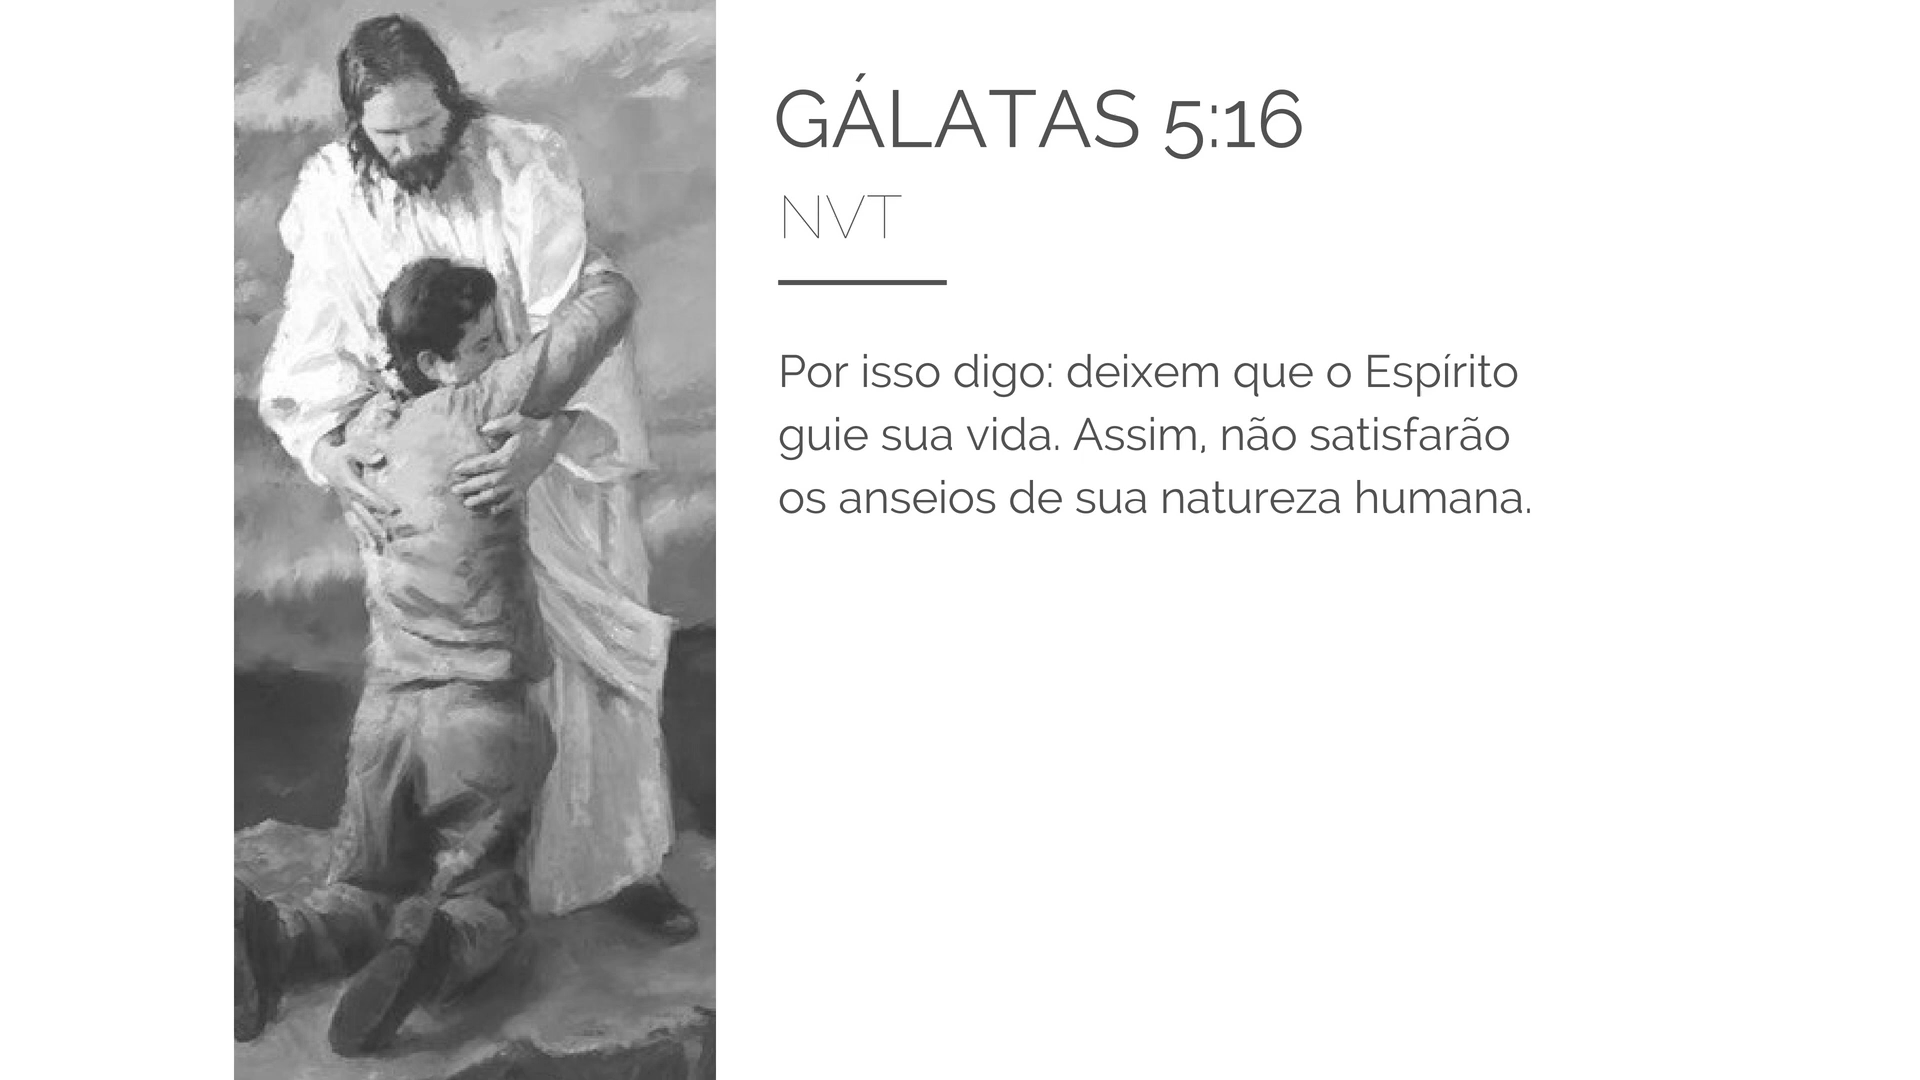 GÁLATAS 5:16
NVT
Por isso digo: deixem que o Espírito
guie sua vida. Assim, não satisfarão
os anseios de sua natureza humana.